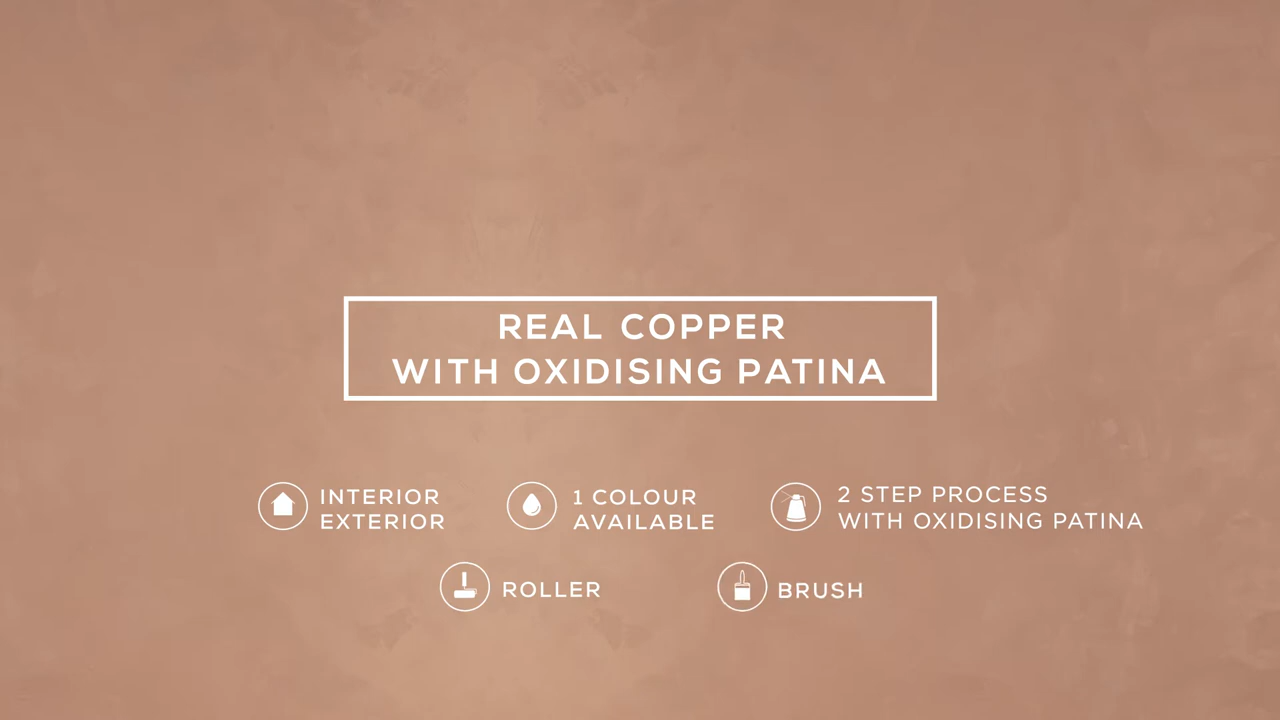 REAL COPPER
WITH OXIDISING PATINA
INTERIOR
EXTERIOR
1 COLOUR
AVAILABLE
2 STEP PROCESS
WITH OXIDISING PATINA
ROLLER
BRUSH